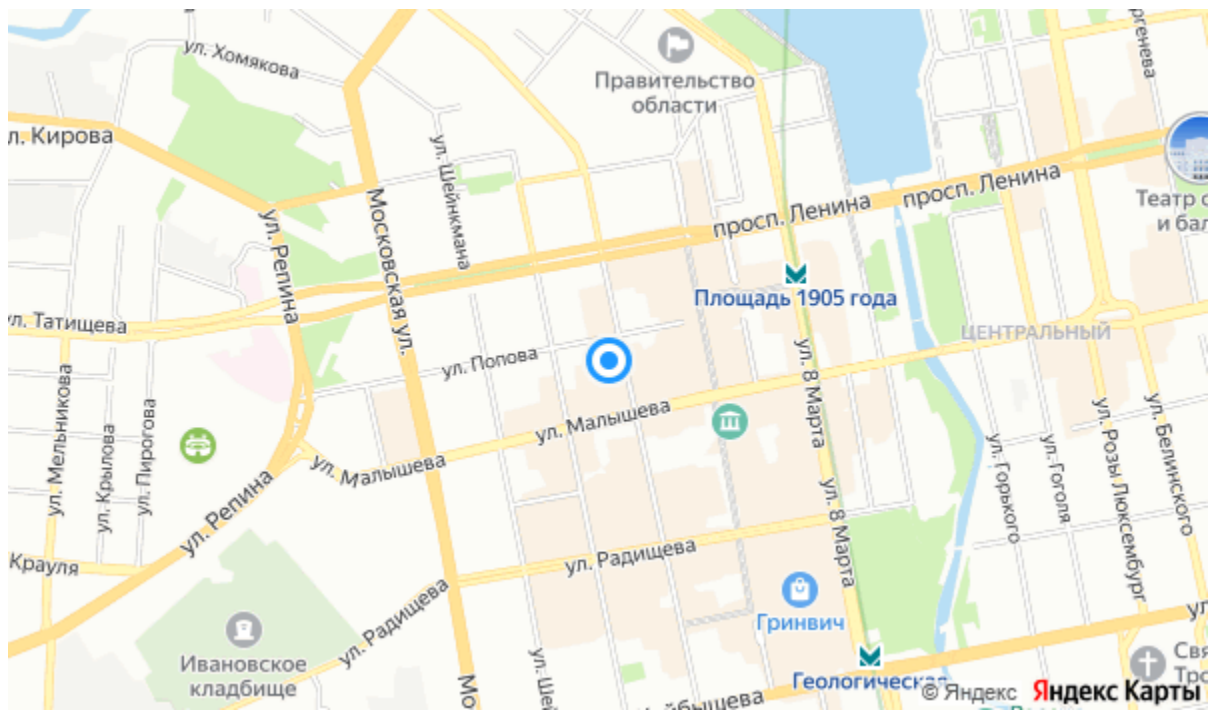 ул. Хомякова
Правительство
области
л. Кирова
ул. Шейнкмана
просп. Ленина
просп. Ленина
Театр
и бал
Московская ул.
ул. Репина
Площадь 1905 года
ул. Татищева
ЦЕНТРАЛЬНЫЙ
ул. Попова
ул. 8 Марта
ул. Мельникова
ул. Крылова
ул. Пирогова
ул. Малышева
ул. Малышева
ул. Репина
ул. Горького
ул. Гоголя
ул. Розы Люксембург
ул. Белинского
ул. 8 Марта
Крауля
ул. Радищева
ул. Радищева
Гринвич
Ивановское
кладбище
Геологическая
© Яндекс Яндекс Карты